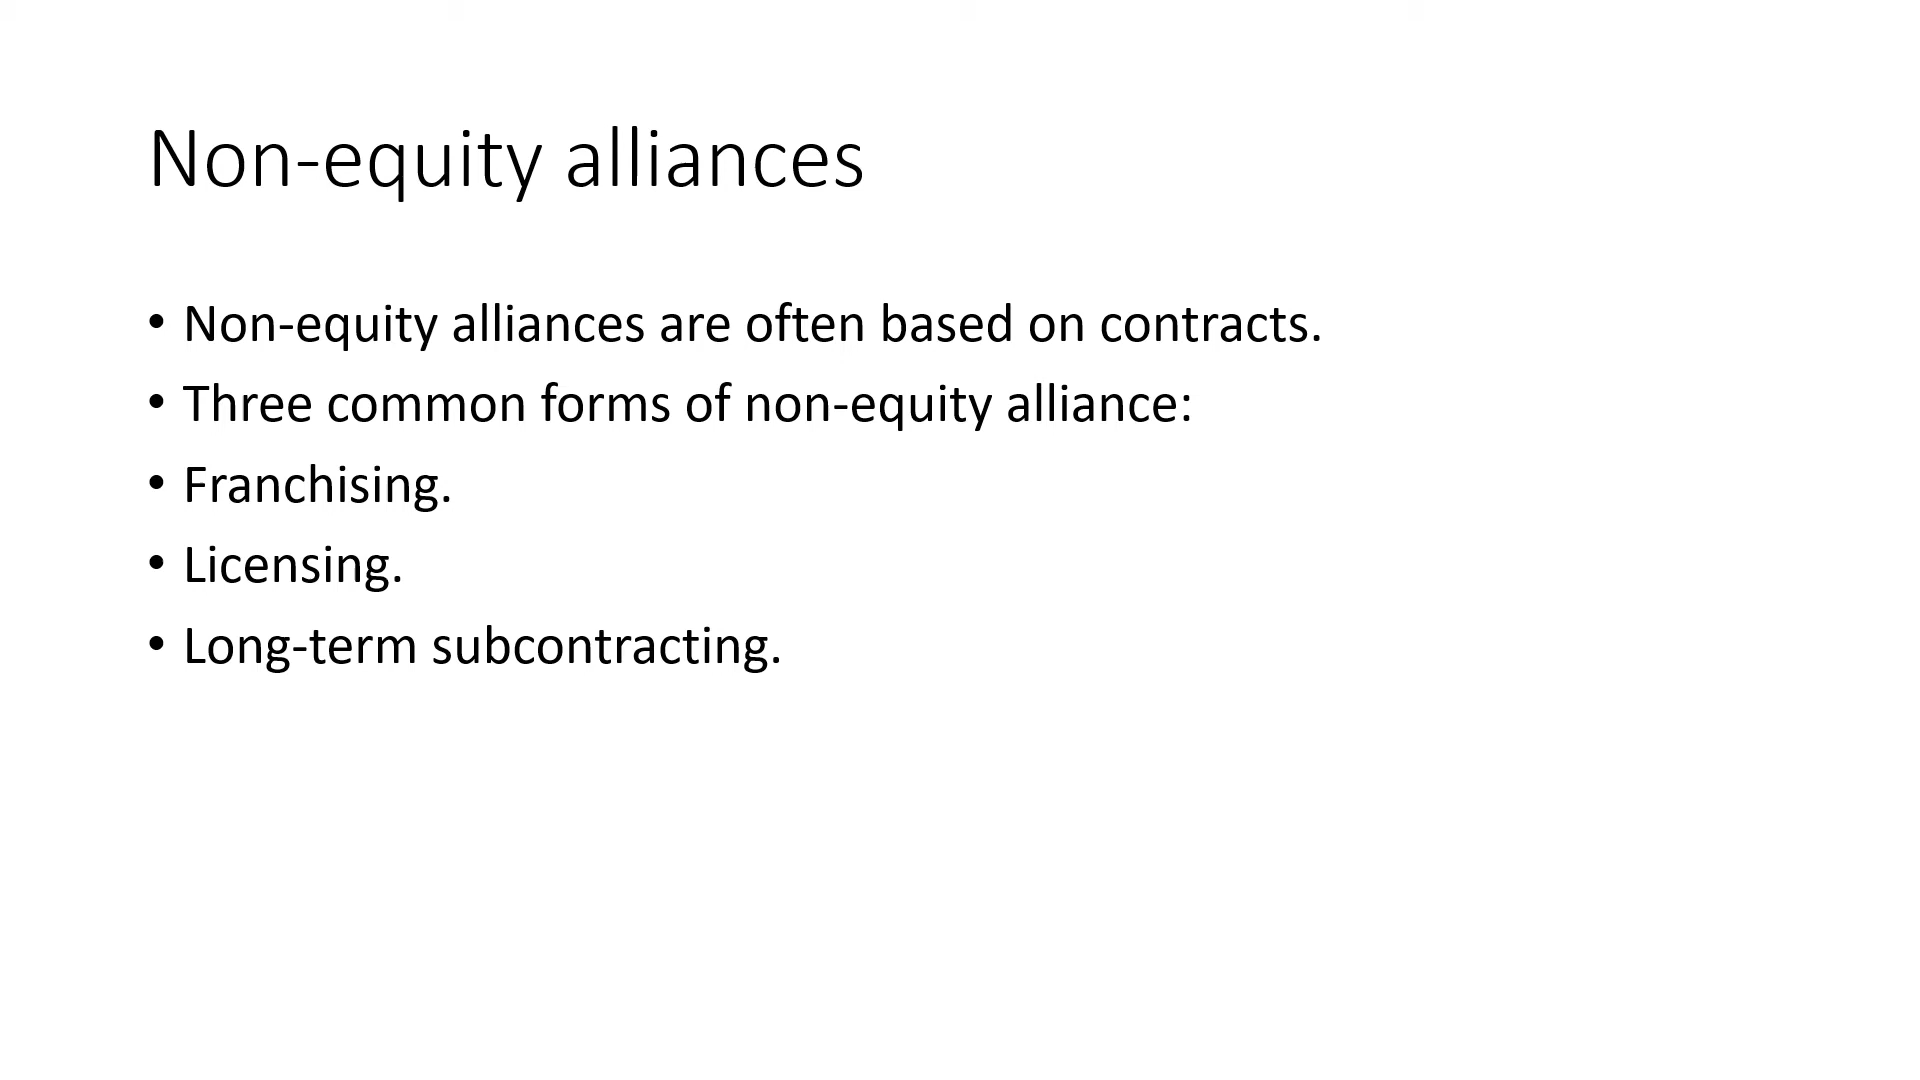 Non-equity alliances
• Non-equity alliances are often based on contracts.
• Three common forms of non-equity alliance:
• Franchising.
• Licensing.
• Long-term subcontracting.